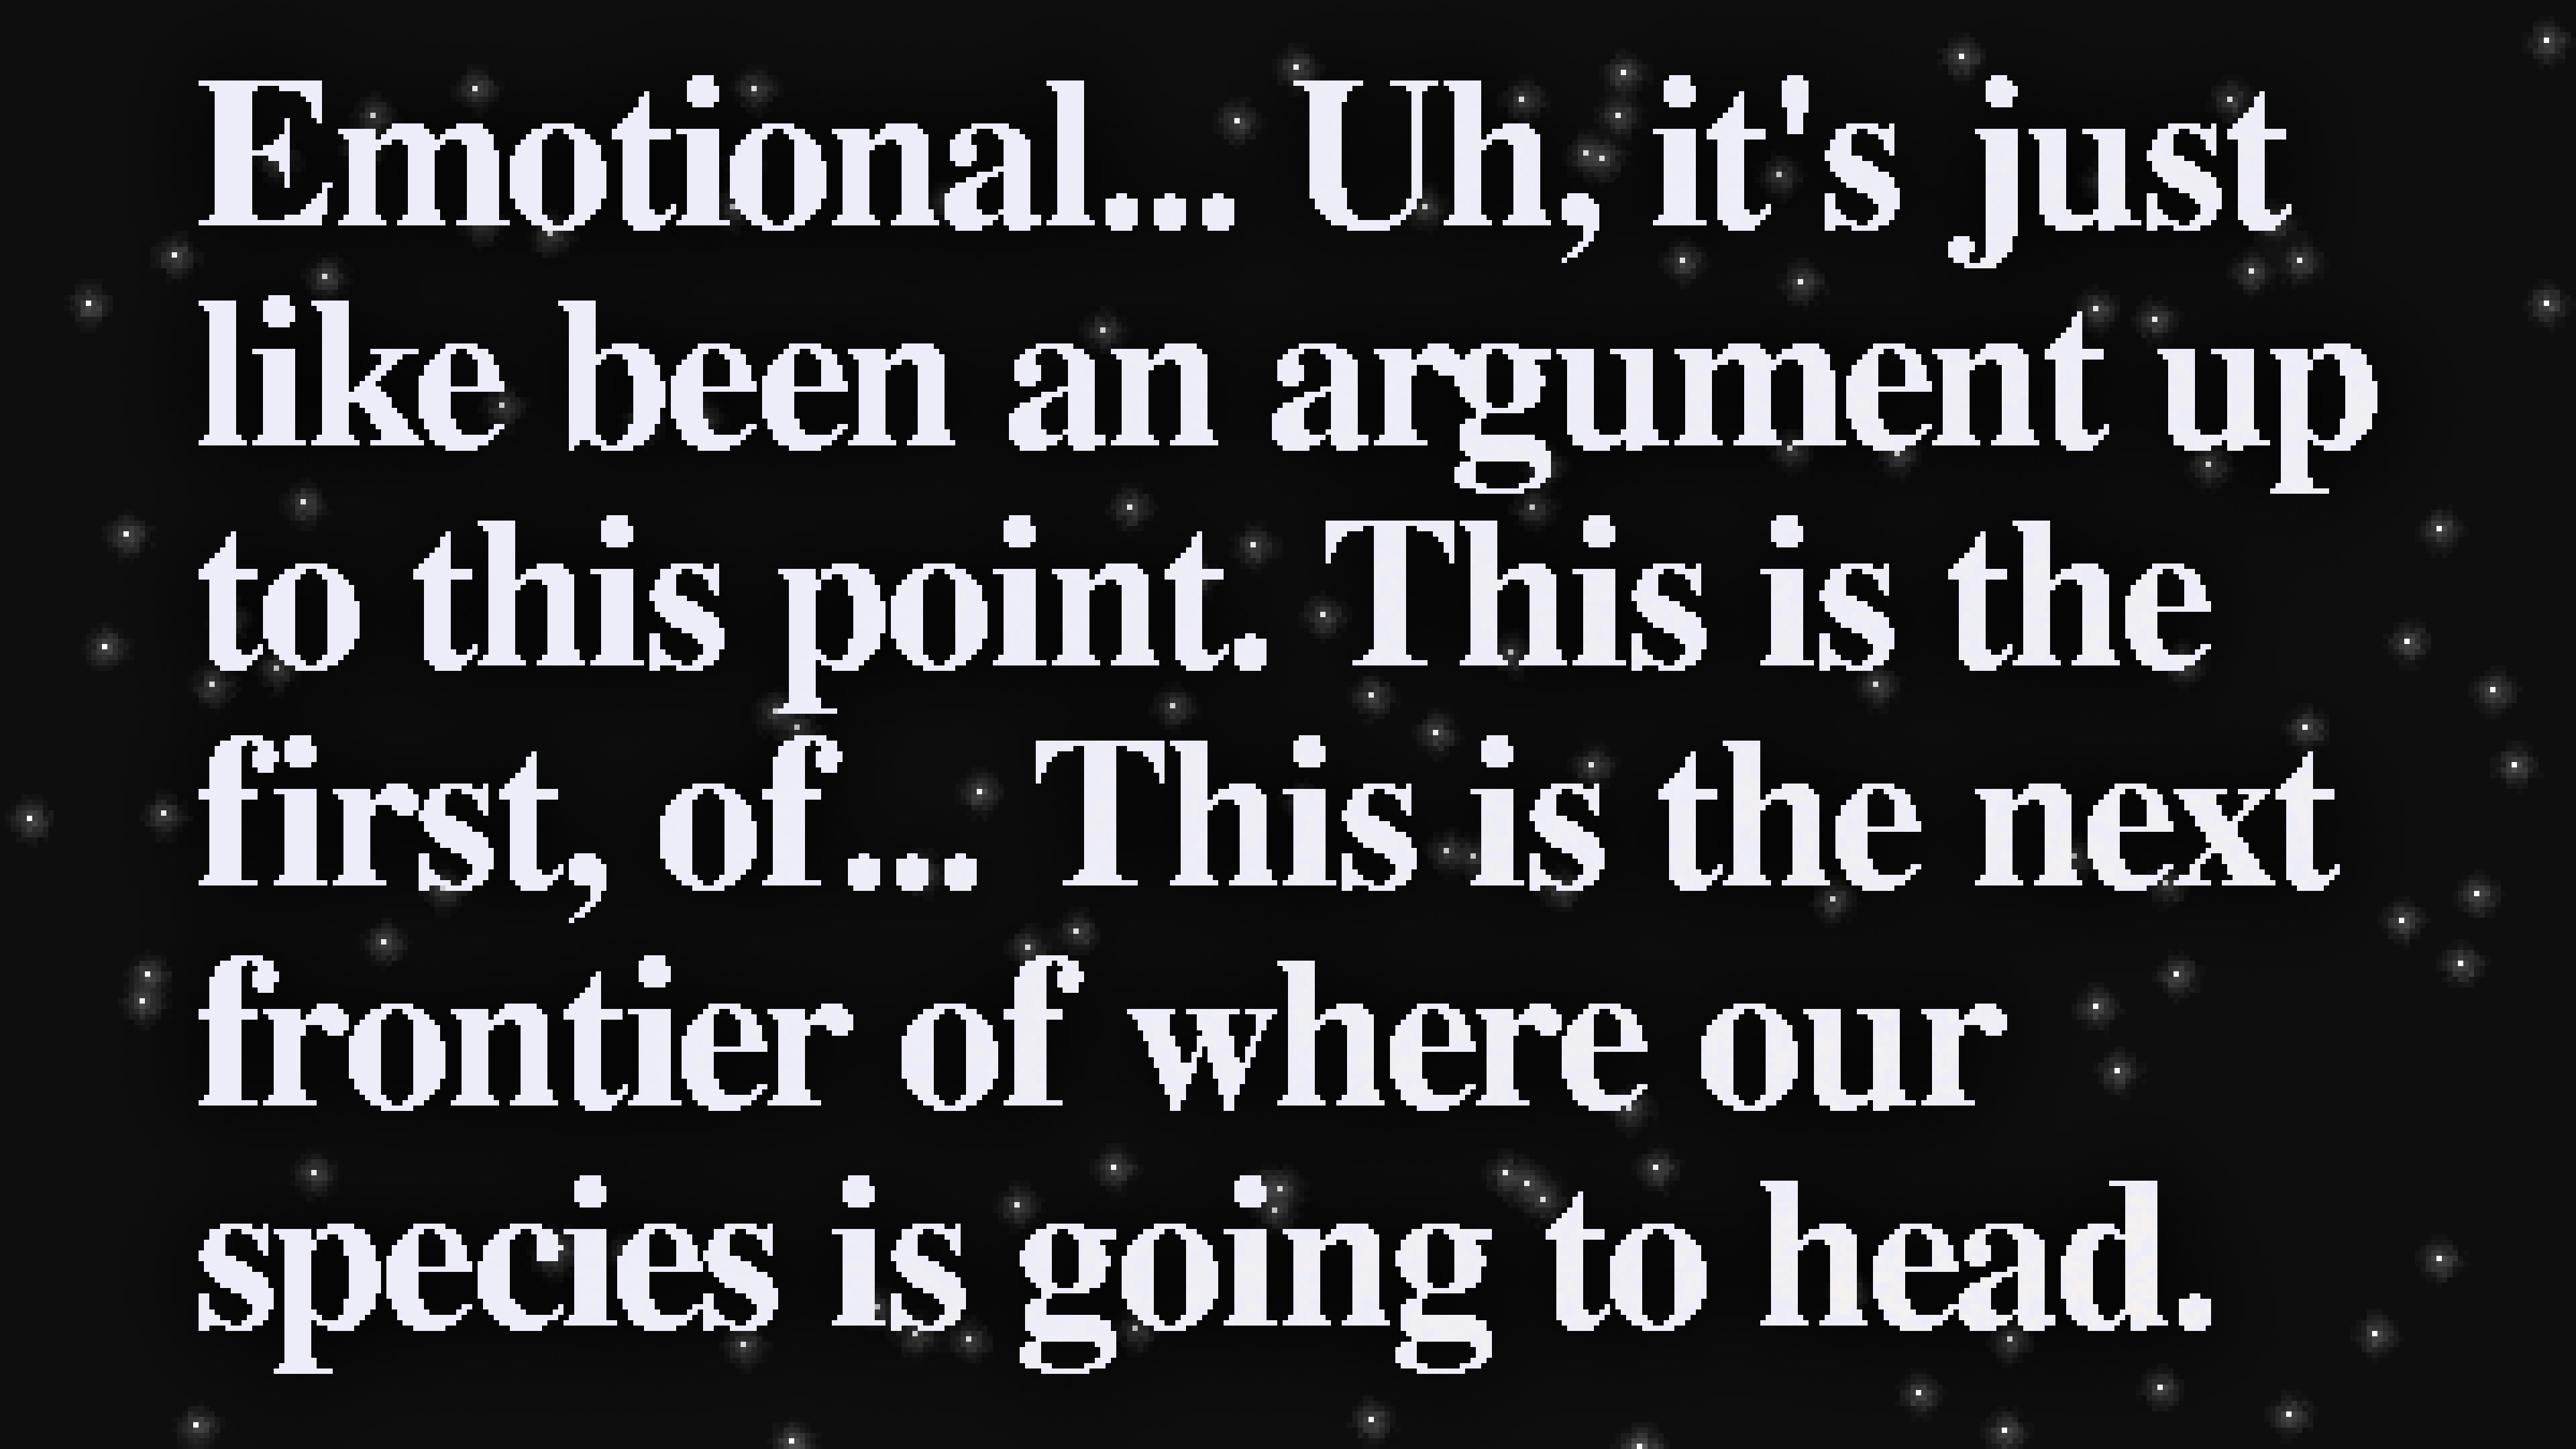 Emotional... Uh, it's just
like been an argument up
to this point. This is the
first, of... This is the next
frontier of where our
species is going to head.